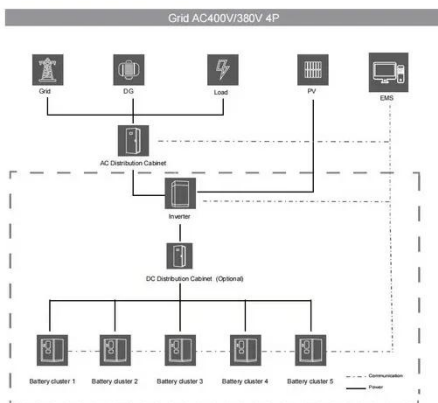 Grid AC400V/380V 4P
Grid
DG
Load
PV
EMS
AC Distribution Cabinet
Inverter
DC Distribution Cabinet (Optional)
Battery cluster 1
Battery cluster 2
Battery cluster 3
Battery cluster 4
Battery cluster 5
Communication
Power